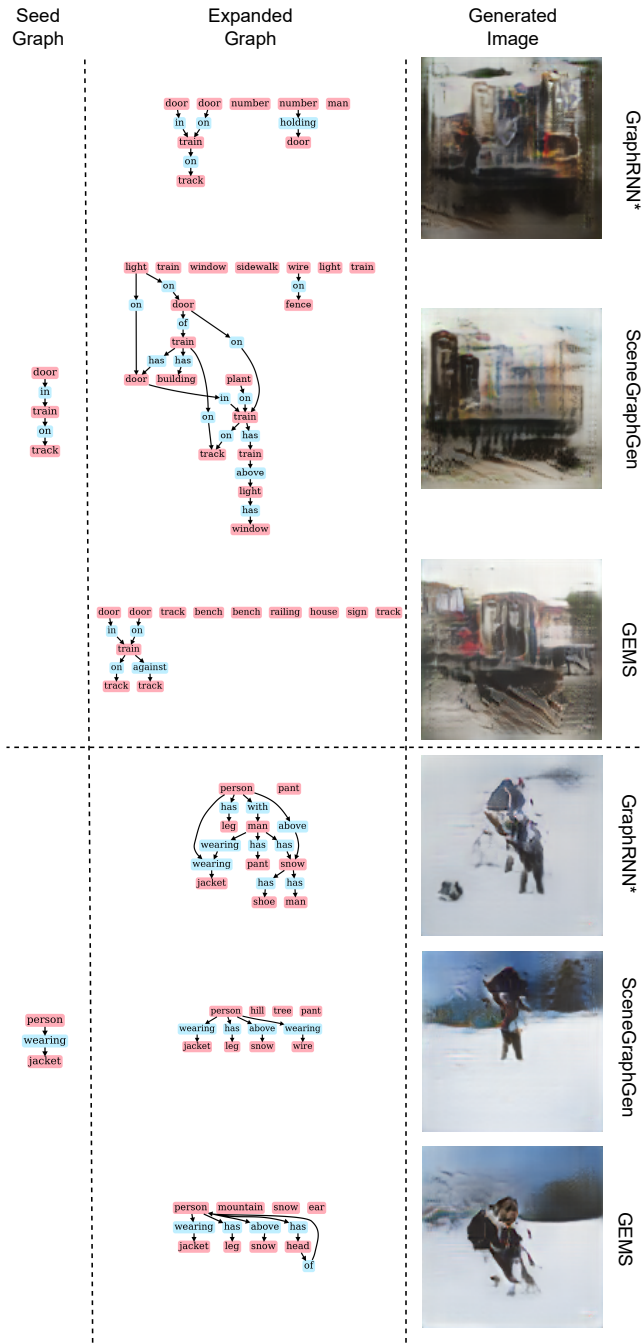 Seed
Graph
Expanded
Graph
Generated
Image
door door number number man
in on holding
train door
on
track
GraphRNN*
light train window sidewalk wire light train
on on
on door fence
of
train on
has has
door building plant
in on
on train
on has
track train
above
light
has
window
SceneGraphGen
door
in
train
on
track
door door track bench bench railing house sign track
in on
train
on against
track track
GEMS
person pant
has with
leg man above
wearing has has
wearing pant snow
jacket has has
shoe man
GraphRNN*
person
wearing
jacket
person hill tree pant
wearing has above wearing
jacket leg snow wire
SceneGraphGen
person mountain snow ear
wearing has above has
jacket leg snow head
of
GEMS